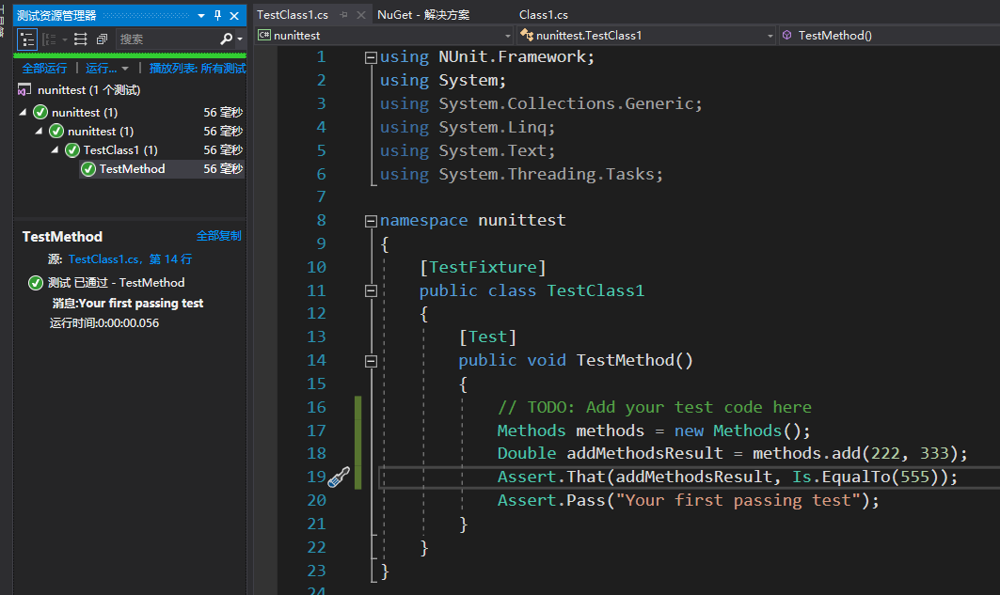 测试资源管理器
搜索
全部运行 | 运行... | 播放列表: 所有测试
nunittest (1 个测试)
nunittest (1) 56 毫秒
nunittest (1) 56 毫秒
TestClass1 (1) 56 毫秒
TestMethod 56 毫秒
TestMethod 全部复制
源: TestClass1.cs，第 14 行
测试 已通过 - TestMethod
消息:Your first passing test
运行时间:0:00:00.056
TestClass1.cs NuGet - 解决方案 Class1.cs
C# nunittest nunittest.TestClass1 TestMethod()
1 using NUnit.Framework;
2 using System;
3 using System.Collections.Generic;
4 using System.Linq;
5 using System.Text;
6 using System.Threading.Tasks;
7
8 namespace nunittest
9 {
10 [TestFixture]
11 public class TestClass1
12 {
13 [Test]
14 public void TestMethod()
15 {
16 // TODO: Add your test code here
17 Methods methods = new Methods();
18 Double addMethodsResult = methods.add(222, 333);
19 Assert.That(addMethodsResult, Is.EqualTo(555));
20 Assert.Pass("Your first passing test");
21 }
22 }
23 }
24